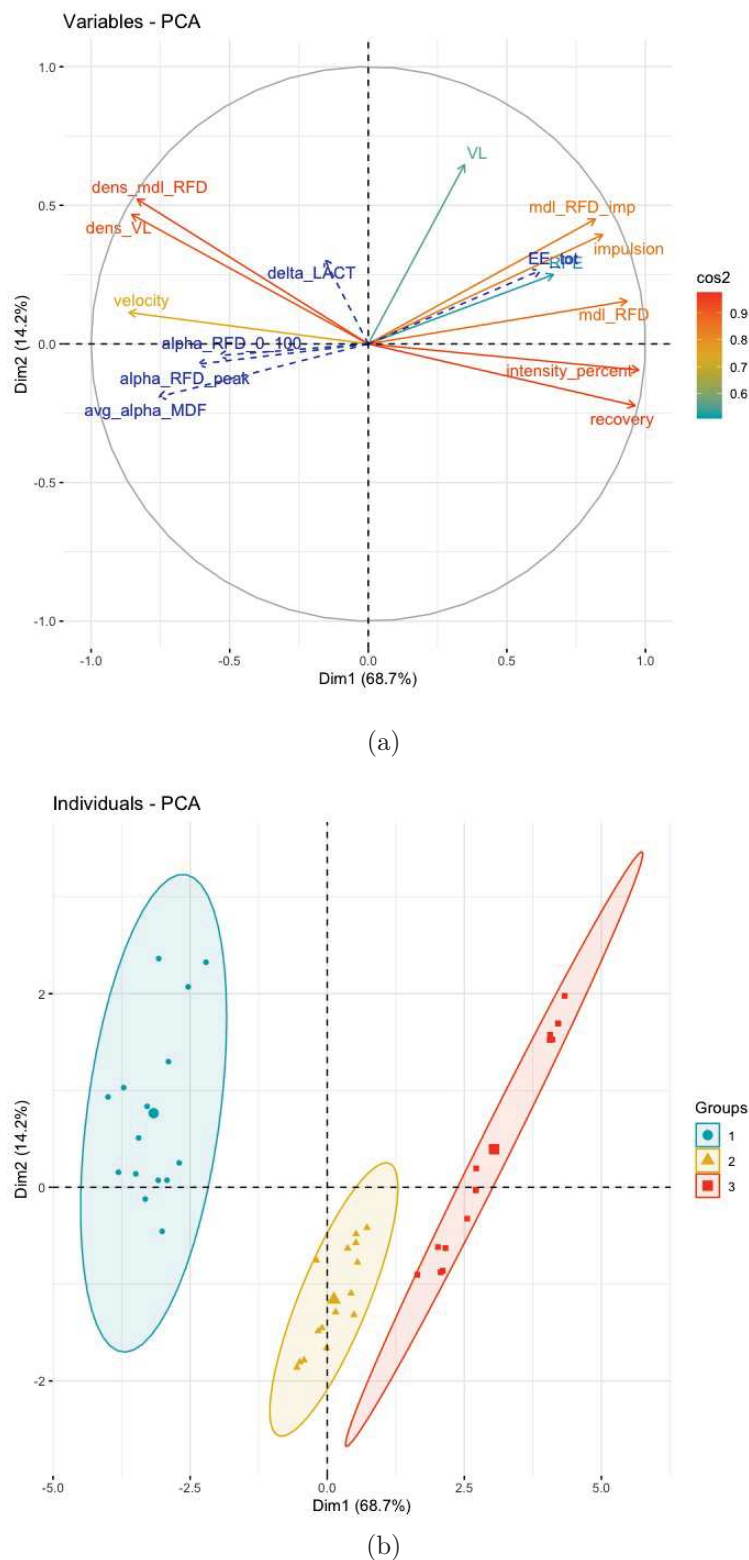 Variables - PCA
1.0
VL
dens_mdl_RFD
0.5
mdl_RFD_imp
dens_VL
impulsion
EE_tot
RPE
delta_LACT
cos2
velocity
mdl_RFD
0.9
Dim2 (14.2%)
0.0
alpha_RFD_0_100
0.8
intensity_percent
0.7
alpha_RFD_peak
0.6
avg_alpha_MDF
recovery
-0.5
-1.0
-1.0
-0.5
0.0
0.5
1.0
Dim1 (68.7%)
(a)
Individuals - PCA
2
Groups
1
Dim2 (14.2%)
0
2
3
-2
-5.0
-2.5
0.0
2.5
5.0
Dim1 (68.7%)
(b)